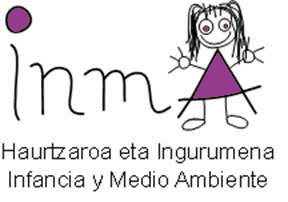 inma
Haurtzaroa eta Ingurumena
Infancia y Medio Ambiente